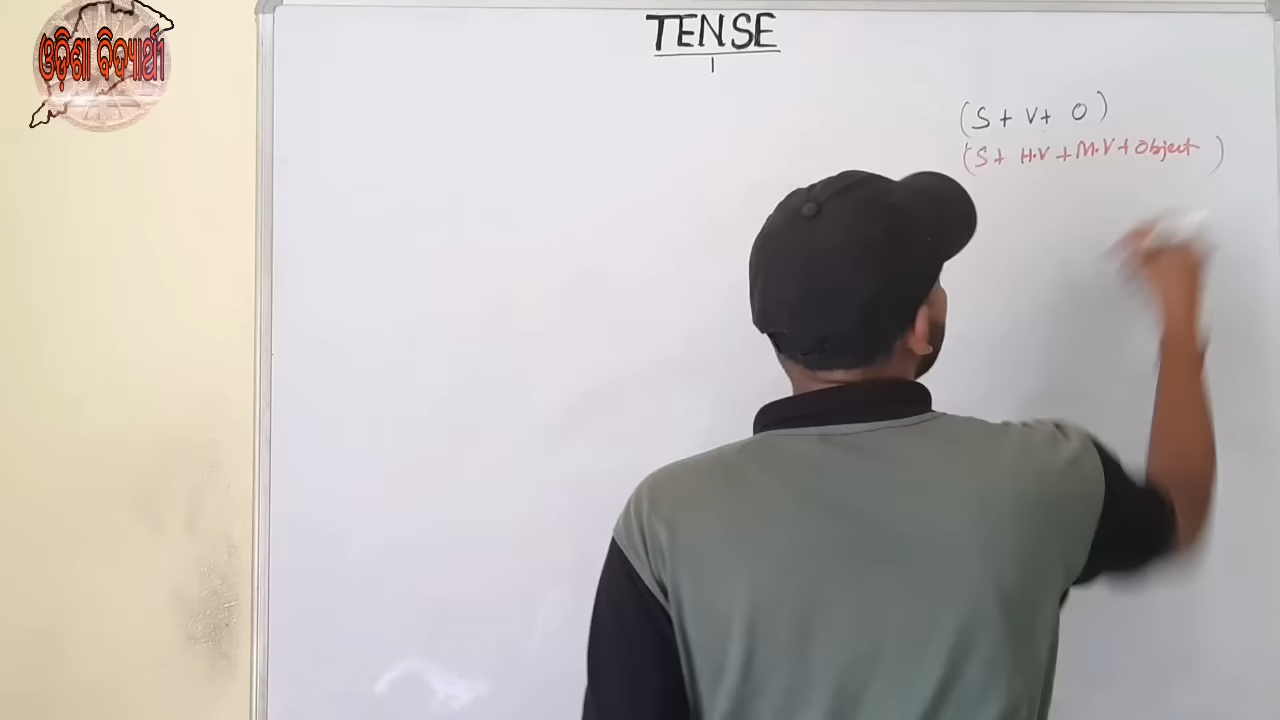 ଓଡ଼ିଶା ବିଦ୍ୟାର୍ଥୀ
TENSE
(S + V + O)
(S + H.V + M.V + Object )